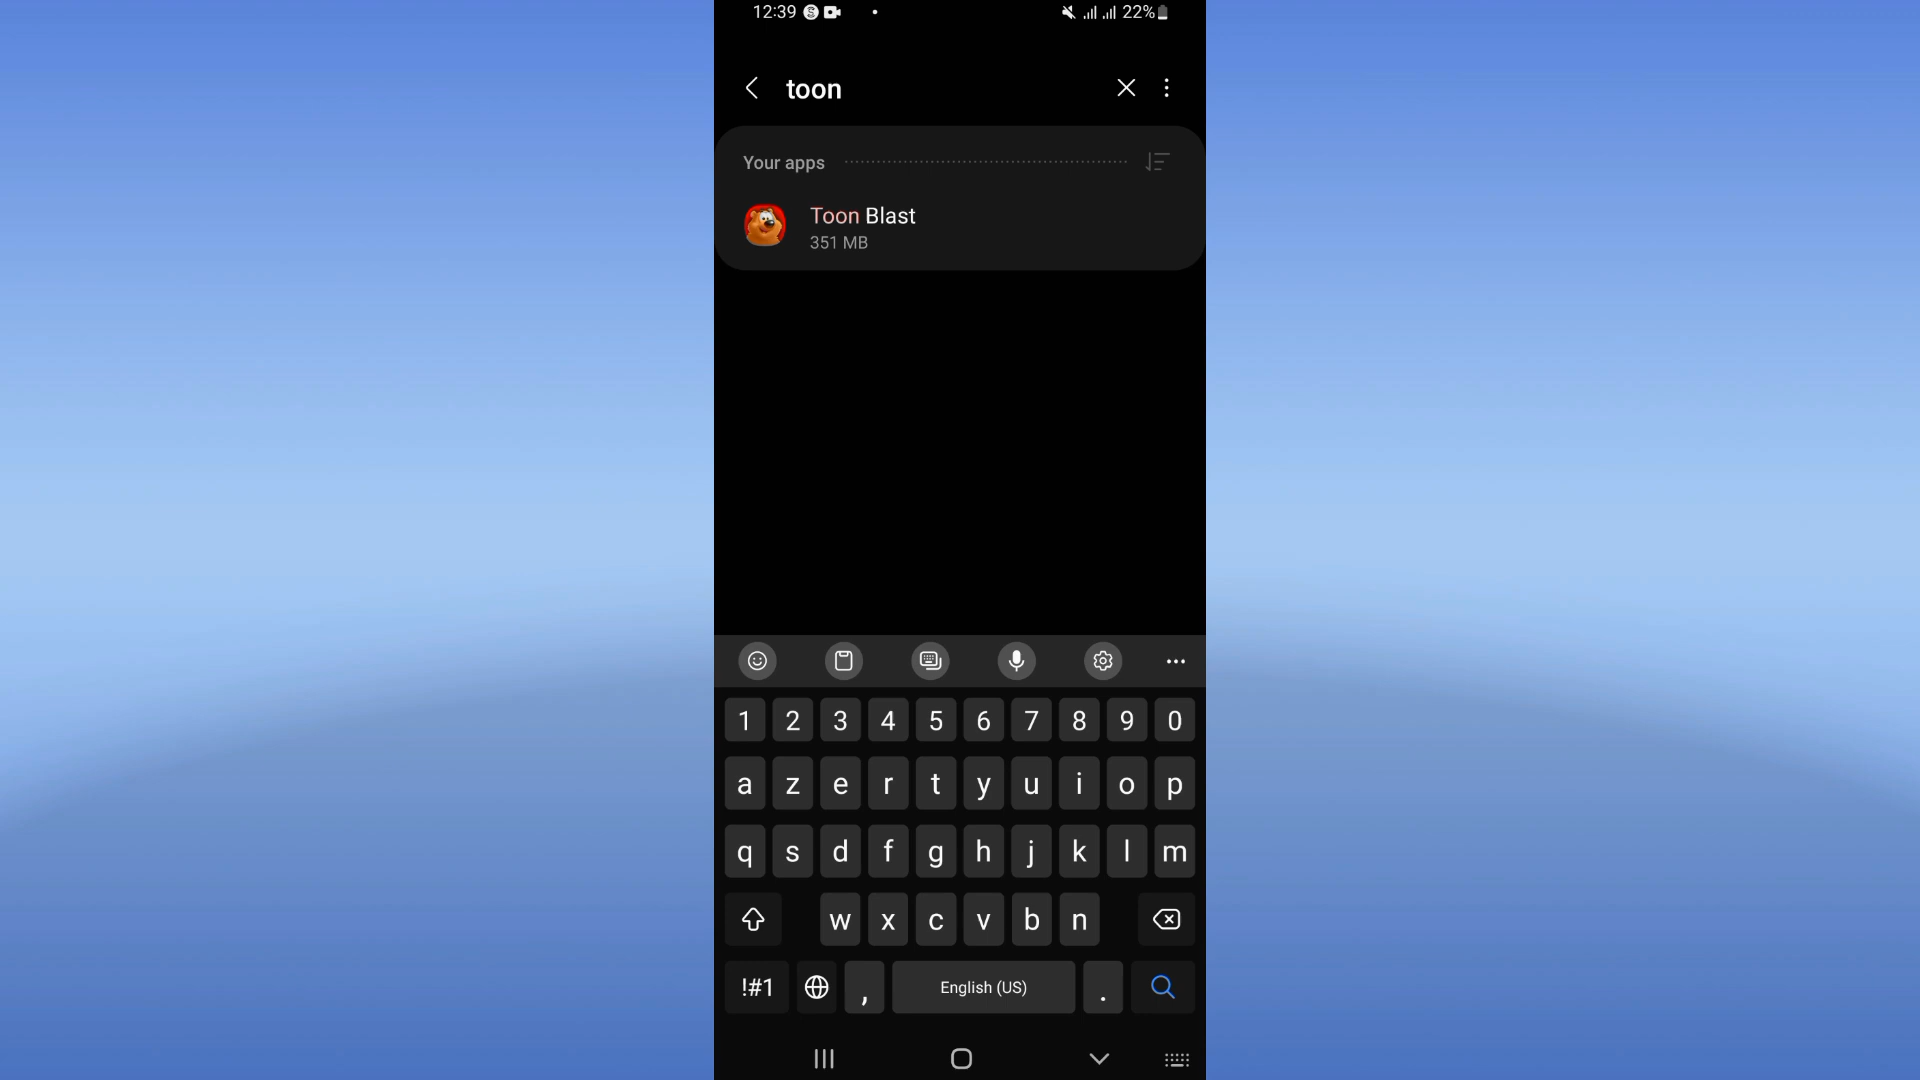 12:39 22%
toon
Your apps
Toon Blast
351 MB
1 2 3 4 5 6 7 8 9 0
a z e r t y u i o p
q s d f g h j k l m
w x c v b n
!#1 , English (US) .